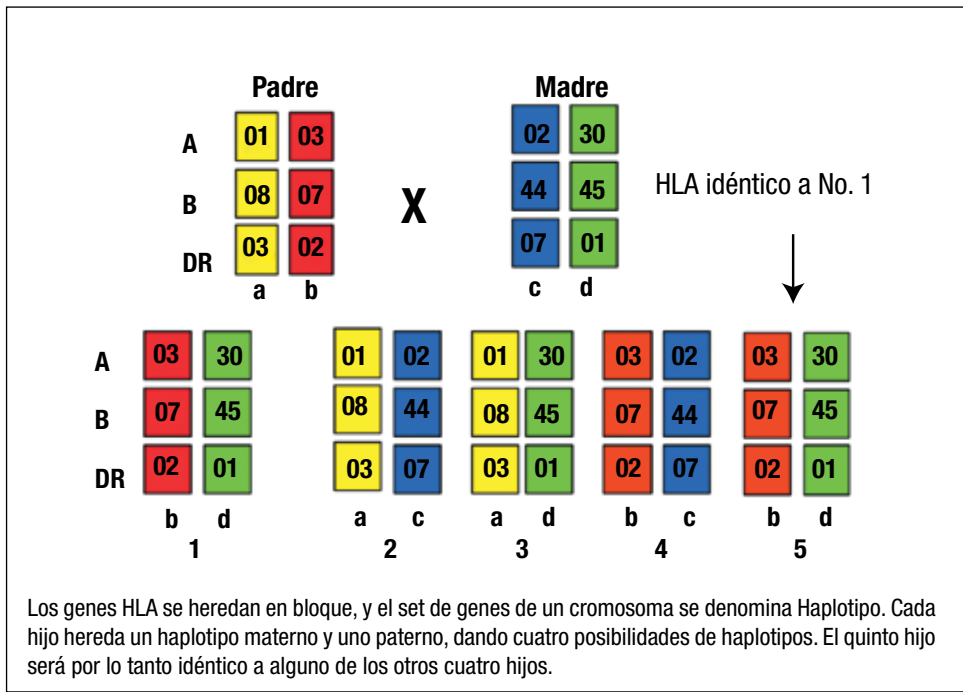 Padre Madre
A 01 03 02 30
B 08 07 X 44 45 HLA idéntico a No. 1
DR 03 02 07 01
a b c d
A 03 30 01 02 01 30 03 02 03 30
B 07 45 08 44 08 45 07 44 07 45
DR 02 01 03 07 03 01 02 07 02 01
b d a c a d b c b d
1 2 3 4 5
Los genes HLA se heredan en bloque, y el set de genes de un cromosoma se denomina Haplotipo. Cada
hijo hereda un haplotipo materno y uno paterno, dando cuatro posibilidades de haplotipos. El quinto hijo
será por lo tanto idéntico a alguno de los otros cuatro hijos.